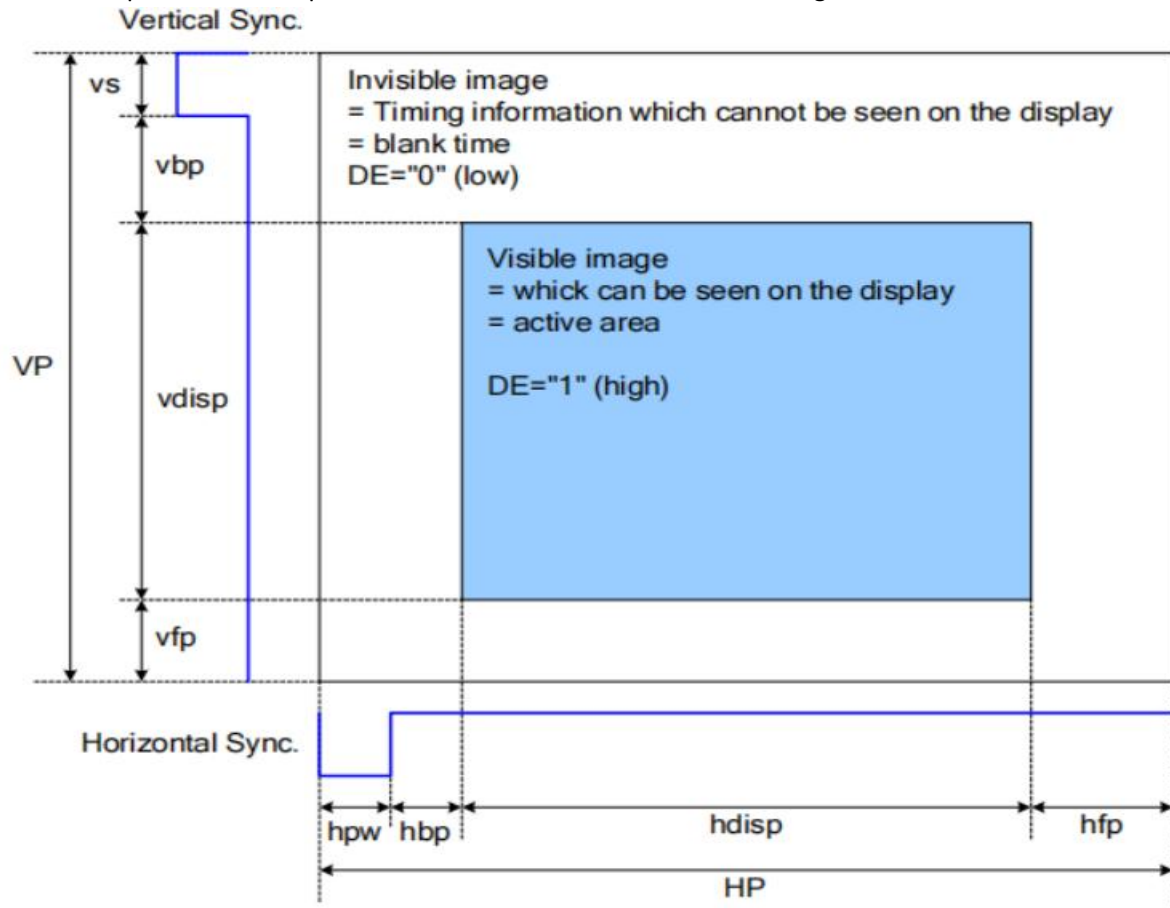 Vertical Sync.
vs
Invisible image
= Timing information which cannot be seen on the display
= blank time
DE="0" (low)
vbp
Visible image
= whick can be seen on the display
= active area
DE="1" (high)
VP
vdisp
vfp
Horizontal Sync.
hpw
hbp
hdisp
hfp
HP